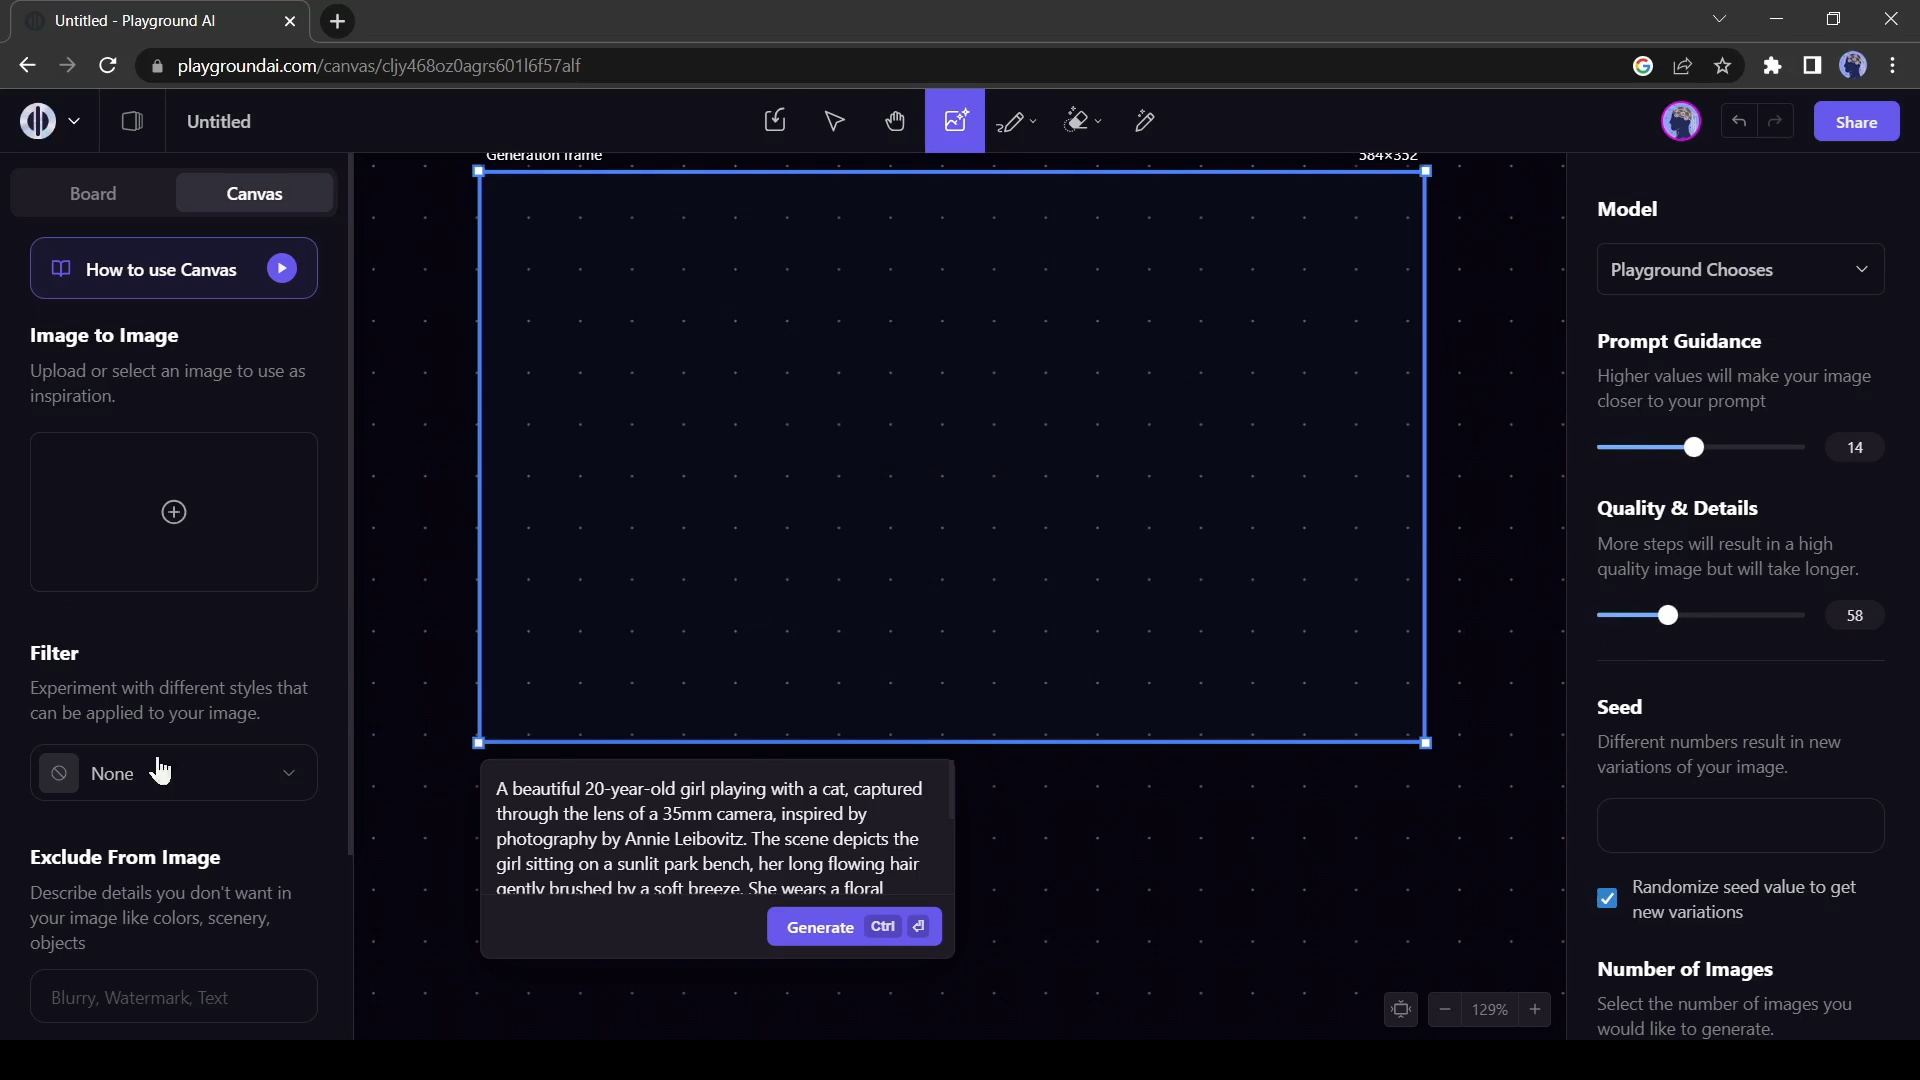 Untitled - Playground AI
playgroundai.com/canvas/cljy468oz0agrs601l6f57alf
Untitled
Share
Board
Canvas
How to use Canvas
Image to Image
Upload or select an image to use as
inspiration.
Filter
Experiment with different styles that
can be applied to your image.
None
Exclude From Image
Describe details you don't want in
your image like colors, scenery,
objects
Blurry, Watermark, Text
Generation frame
584×352
A beautiful 20-year-old girl playing with a cat, captured
through the lens of a 35mm camera, inspired by
photography by Annie Leibovitz. The scene depicts the
girl sitting on a sunlit park bench, her long flowing hair
gently brushed by a soft breeze. She wears a floral
Generate Ctrl
129%
Model
Playground Chooses
Prompt Guidance
Higher values will make your image
closer to your prompt
14
Quality & Details
More steps will result in a high
quality image but will take longer.
58
Seed
Different numbers result in new
variations of your image.
Randomize seed value to get
new variations
Number of Images
Select the number of images you
would like to generate.